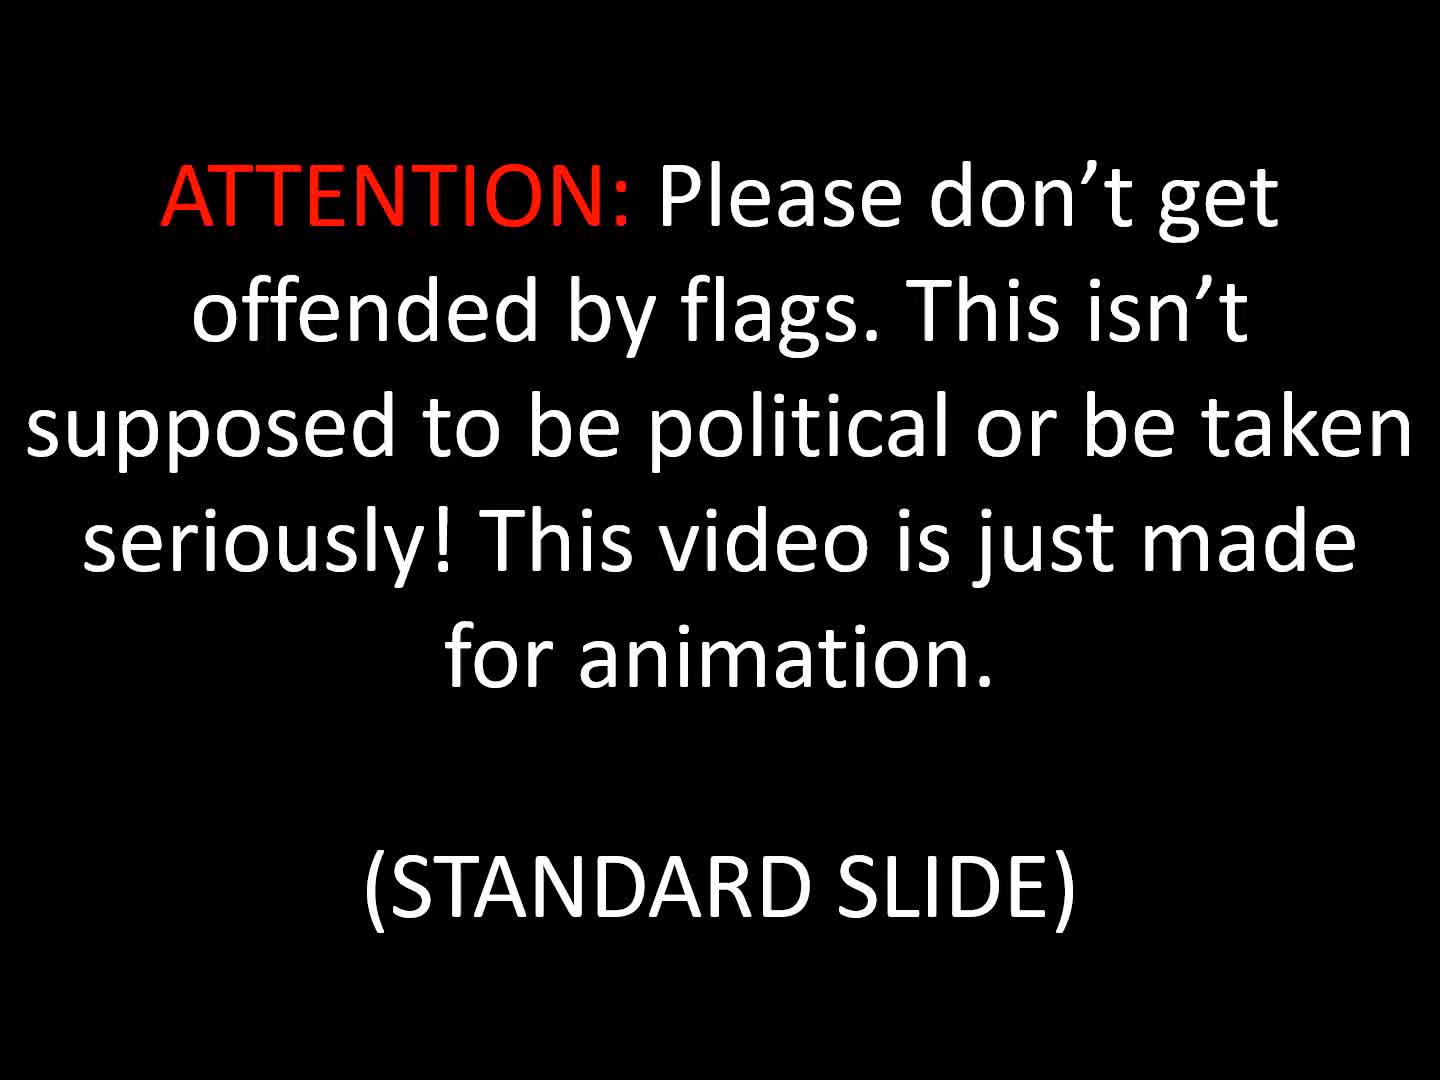 ATTENTION: Please don’t get
offended by flags. This isn’t
supposed to be political or be taken
seriously! This video is just made
for animation.
(STANDARD SLIDE)